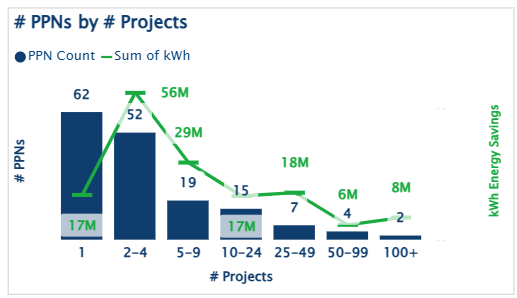 # PPNs by # Projects
PPN Count Sum of kWh
62
56M
52
29M
19
18M
15
7
6M
4
8M
2
17M
17M
# PPNs
kWh Energy Savings
1 2–4 5–9 10–24 25–49 50–99 100+
# Projects